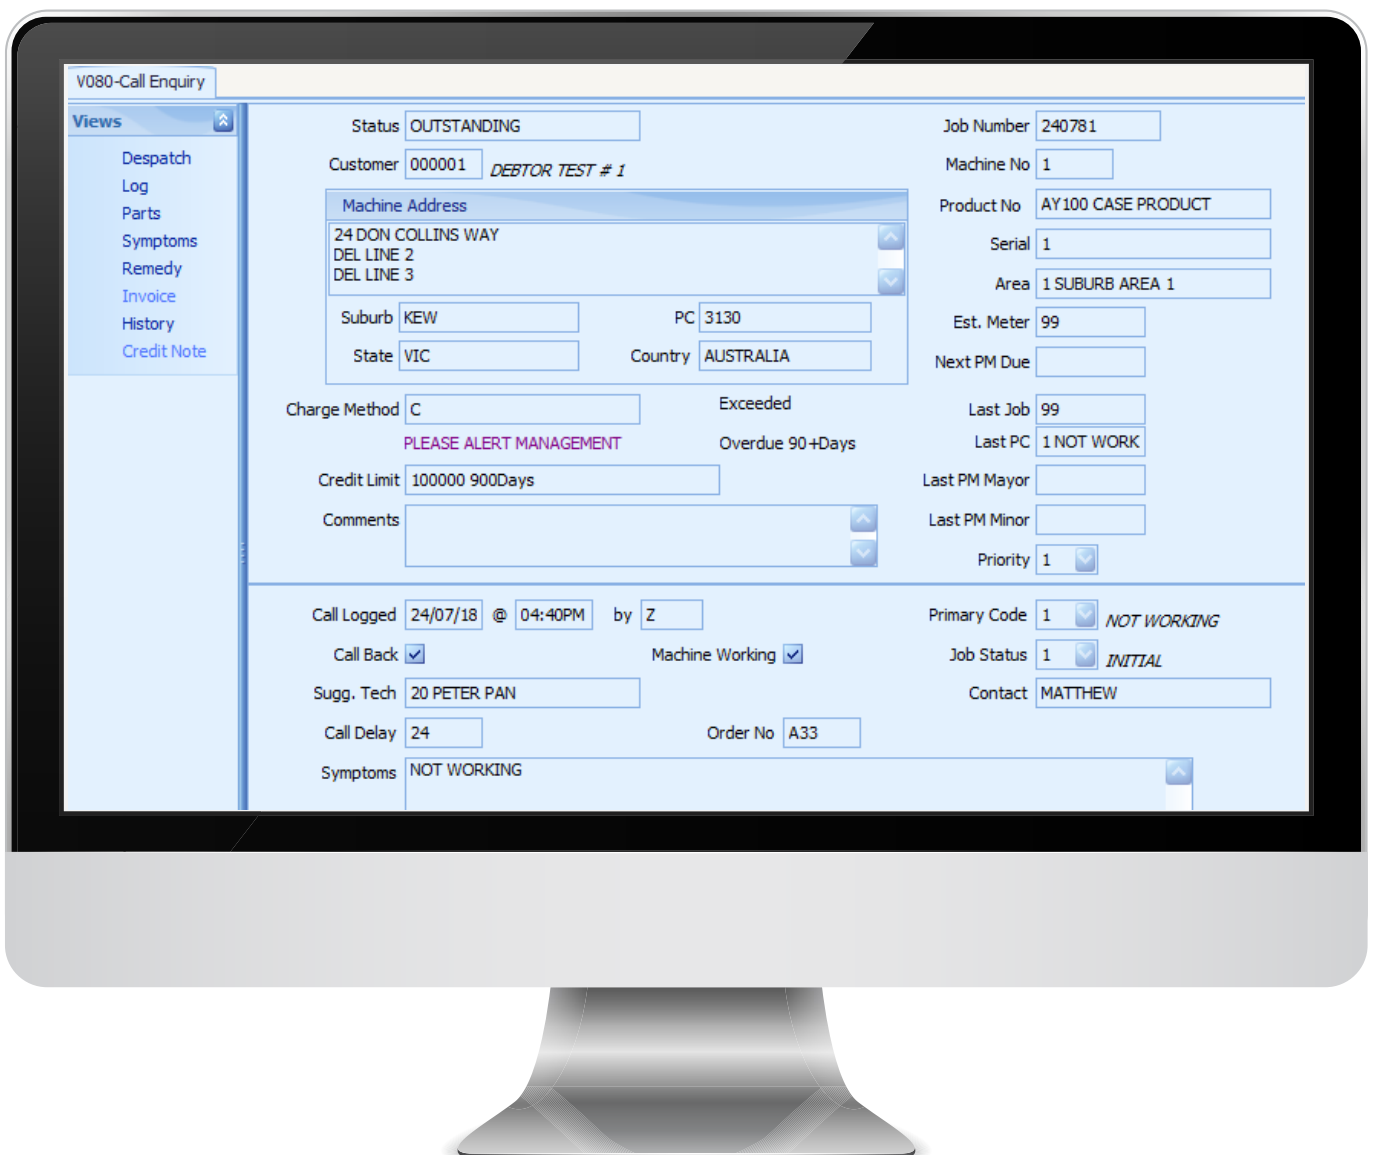 V080-Call Enquiry
Views
Despatch
Log
Parts
Symptoms
Remedy
Invoice
History
Credit Note
Status OUTSTANDING
Job Number 240781
Customer 000001 DEBTOR TEST # 1
Machine No 1
Machine Address
24 DON COLLINS WAY
DEL LINE 2
DEL LINE 3
Product No AY100 CASE PRODUCT
Serial 1
Area 1 SUBURB AREA 1
Suburb KEW PC 3130
Est. Meter 99
State VIC Country AUSTRALIA
Next PM Due
Charge Method C Exceeded
Last Job 99
PLEASE ALERT MANAGEMENT Overdue 90+Days
Last PC 1 NOT WORK
Credit Limit 100000 900Days
Last PM Mayor
Comments
Last PM Minor
Priority 1
Call Logged 24/07/18 @ 04:40PM by Z
Primary Code 1 NOT WORKING
Call Back Machine Working
Job Status 1 INITIAL
Sugg. Tech 20 PETER PAN
Contact MATTHEW
Call Delay 24 Order No A33
Symptoms NOT WORKING